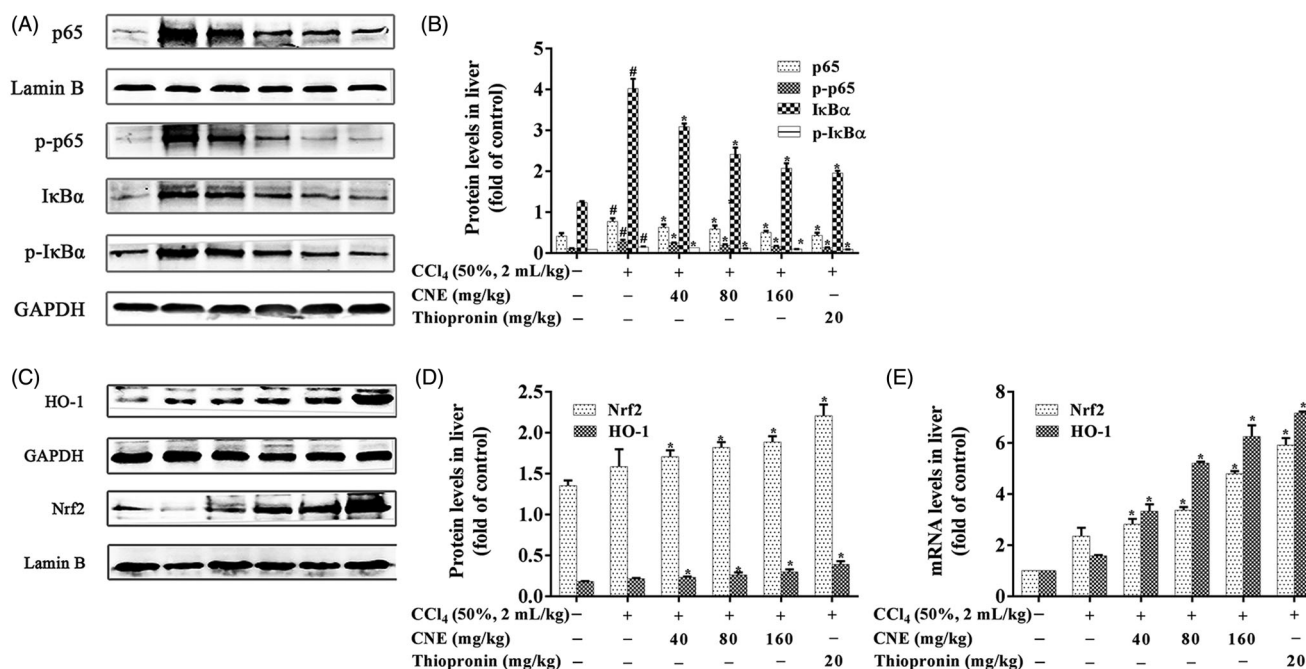 (A)
p65
Lamin B
p-p65
IκBα
p-IκBα
GAPDH
(B)
Protein levels in liver
(fold of control)
5
4
3
2
1
0
p65
p-p65
IκBα
p-IκBα
# # # #
* * * *
* * * *
* * * *
* * * *
CCl4 (50%, 2 mL/kg) – + + + + +
CNE (mg/kg) – – 40 80 160 –
Thiopronin (mg/kg) – – – – – 20
(C)
HO-1
GAPDH
Nrf2
Lamin B
(D)
Protein levels in liver
(fold of control)
2.5
2.0
1.5
1.0
0.5
0.0
Nrf2
HO-1
* * * *
* * * *
CCl4 (50%, 2 mL/kg) – + + + + +
CNE (mg/kg) – – 40 80 160 –
Thiopronin (mg/kg) – – – – – 20
(E)
mRNA levels in liver
(fold of control)
8
6
4
2
0
Nrf2
HO-1
* * * *
* * * *
CCl4 (50%, 2 mL/kg) – + + + + +
CNE (mg/kg) – – 40 80 160 –
Thiopronin (mg/kg) – – – – – 20